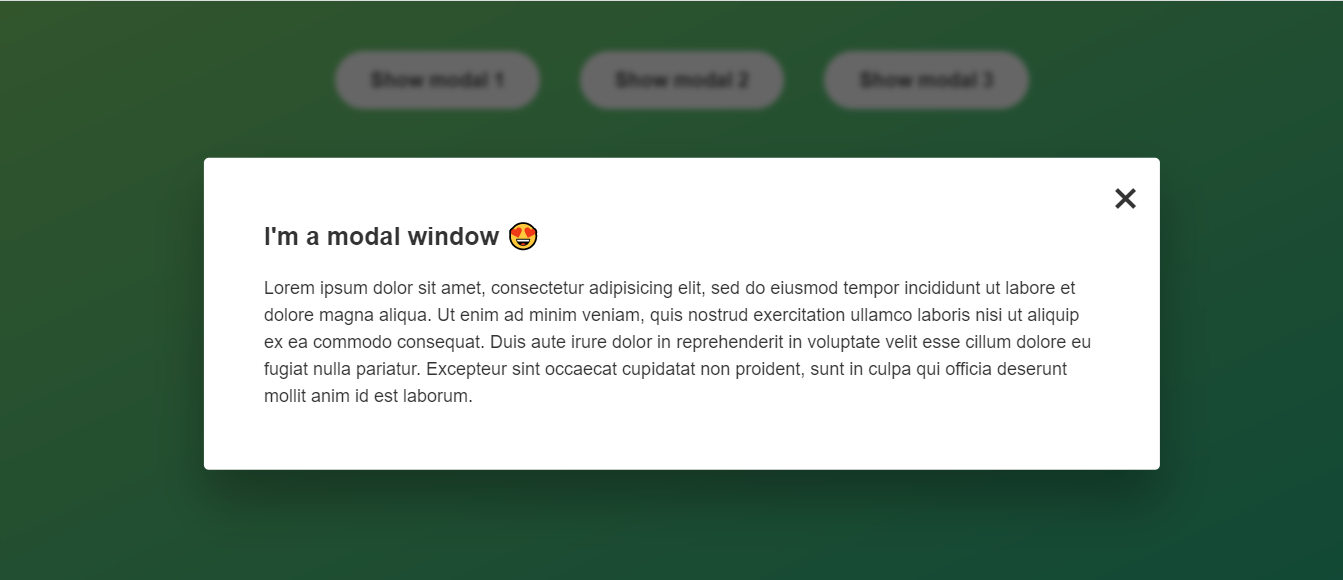 Show modal 1 Show modal 2 Show modal 3
×
I'm a modal window 😍
Lorem ipsum dolor sit amet, consectetur adipisicing elit, sed do eiusmod tempor incididunt ut labore et
dolore magna aliqua. Ut enim ad minim veniam, quis nostrud exercitation ullamco laboris nisi ut aliquip
ex ea commodo consequat. Duis aute irure dolor in reprehenderit in voluptate velit esse cillum dolore eu
fugiat nulla pariatur. Excepteur sint occaecat cupidatat non proident, sunt in culpa qui officia deserunt
mollit anim id est laborum.